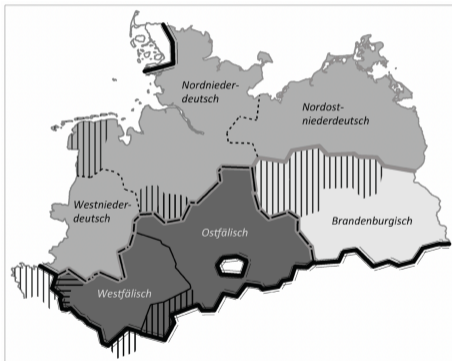 Nordnieder-
deutsch
Nordost-
niederdeutsch
Westnieder-
deutsch
Brandenburgisch
Ostfälisch
Westfälisch